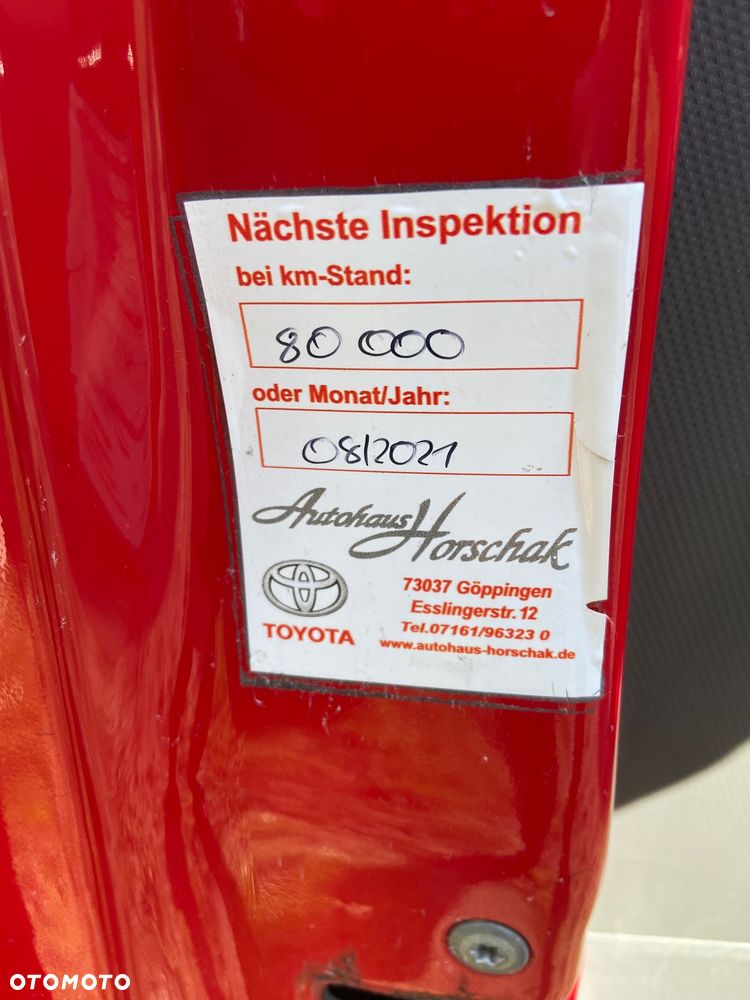 Nächste Inspektion
bei km-Stand:
80 000
oder Monat/Jahr:
08/2021
Autohaus Horschak
73037 Göppingen
Esslingerstr. 12
Tel.07161/96323 0
TOYOTA
www.autohaus-horschak.de
OTOMOTO